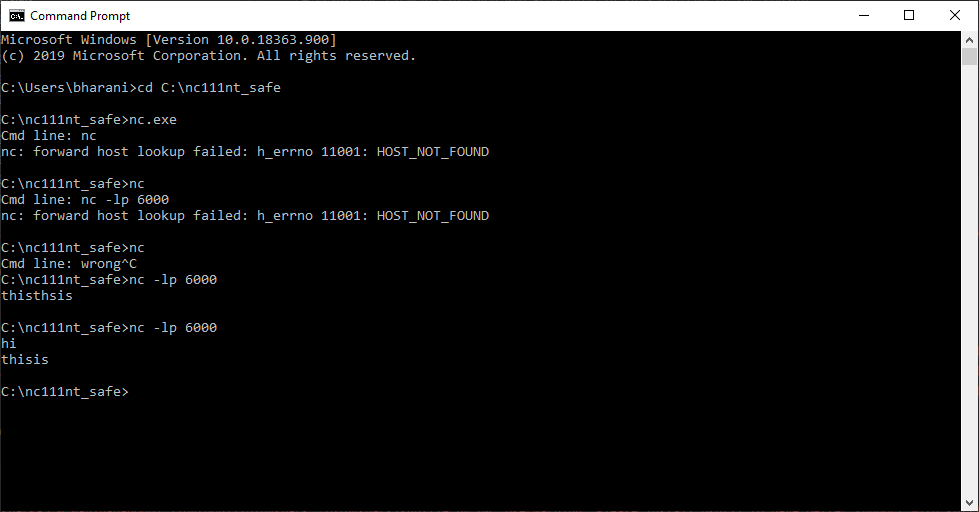 Command Prompt
Microsoft Windows [Version 10.0.18363.900]
(c) 2019 Microsoft Corporation. All rights reserved.
C:\Users\bharani>cd C:\nc111nt_safe
C:\nc111nt_safe>nc.exe
Cmd line: nc
nc: forward host lookup failed: h_errno 11001: HOST_NOT_FOUND
C:\nc111nt_safe>nc
Cmd line: nc -lp 6000
nc: forward host lookup failed: h_errno 11001: HOST_NOT_FOUND
C:\nc111nt_safe>nc
Cmd line: wrong^C
C:\nc111nt_safe>nc -lp 6000
thisthsis
C:\nc111nt_safe>nc -lp 6000
hi
thisis
C:\nc111nt_safe>